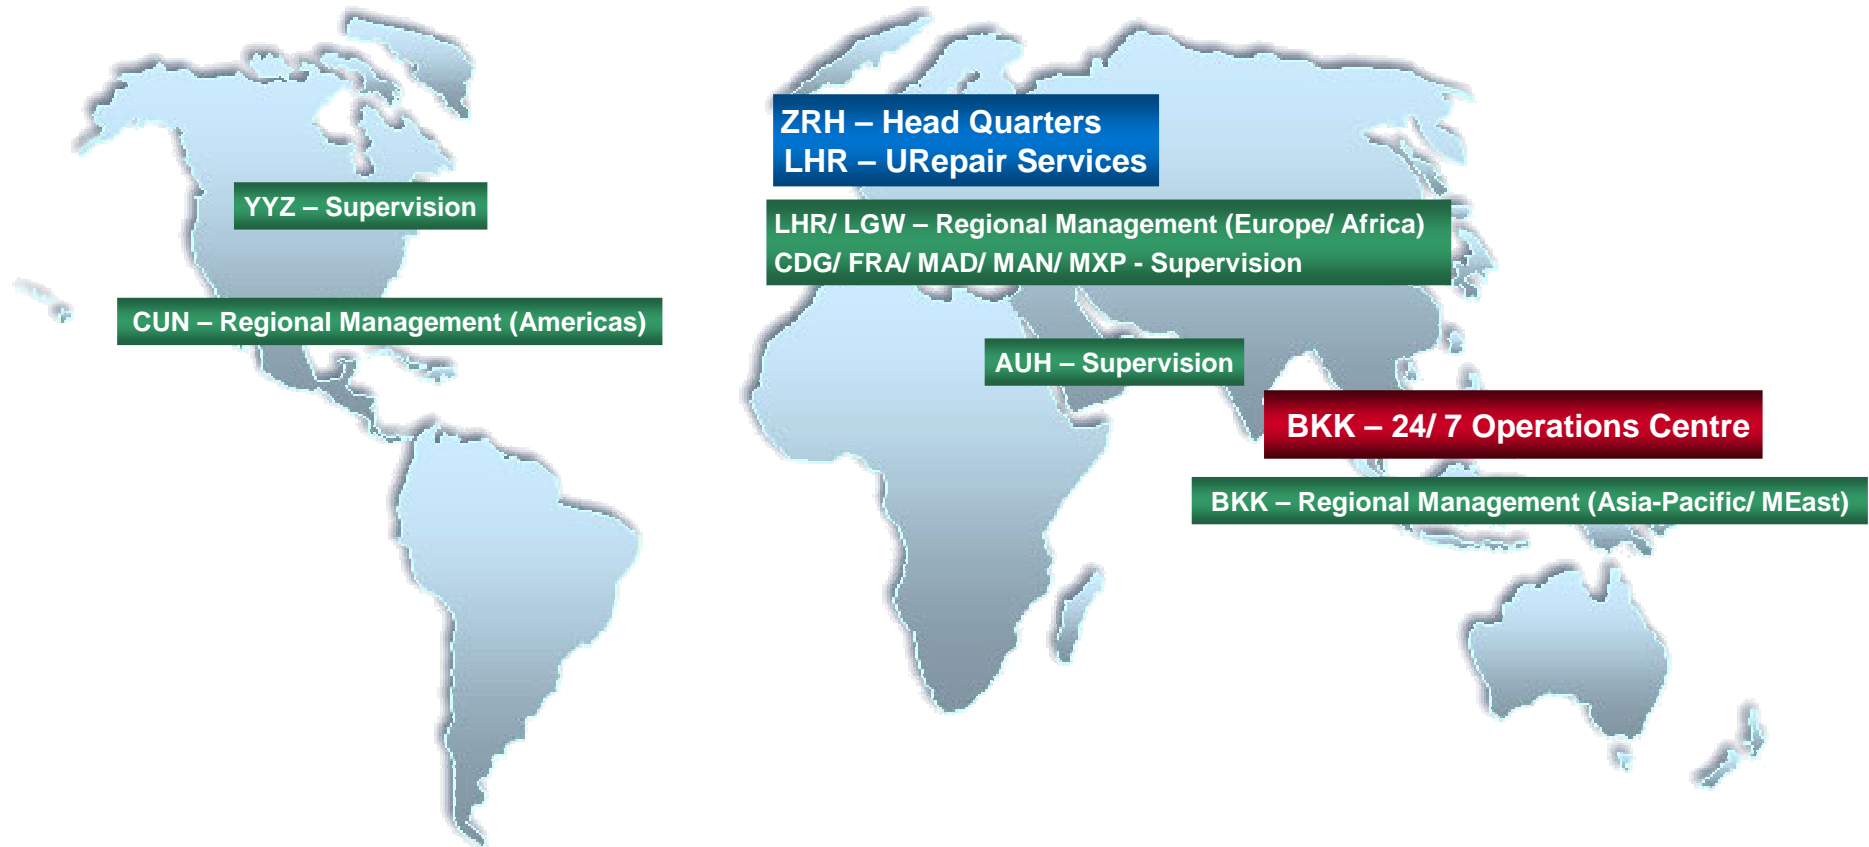 ZRH – Head Quarters
LHR – URepair Services
YYZ – Supervision
LHR/ LGW – Regional Management (Europe/ Africa)
CDG/ FRA/ MAD/ MAN/ MXP - Supervision
CUN – Regional Management (Americas)
AUH – Supervision
BKK – 24/ 7 Operations Centre
BKK – Regional Management (Asia-Pacific/ MEast)